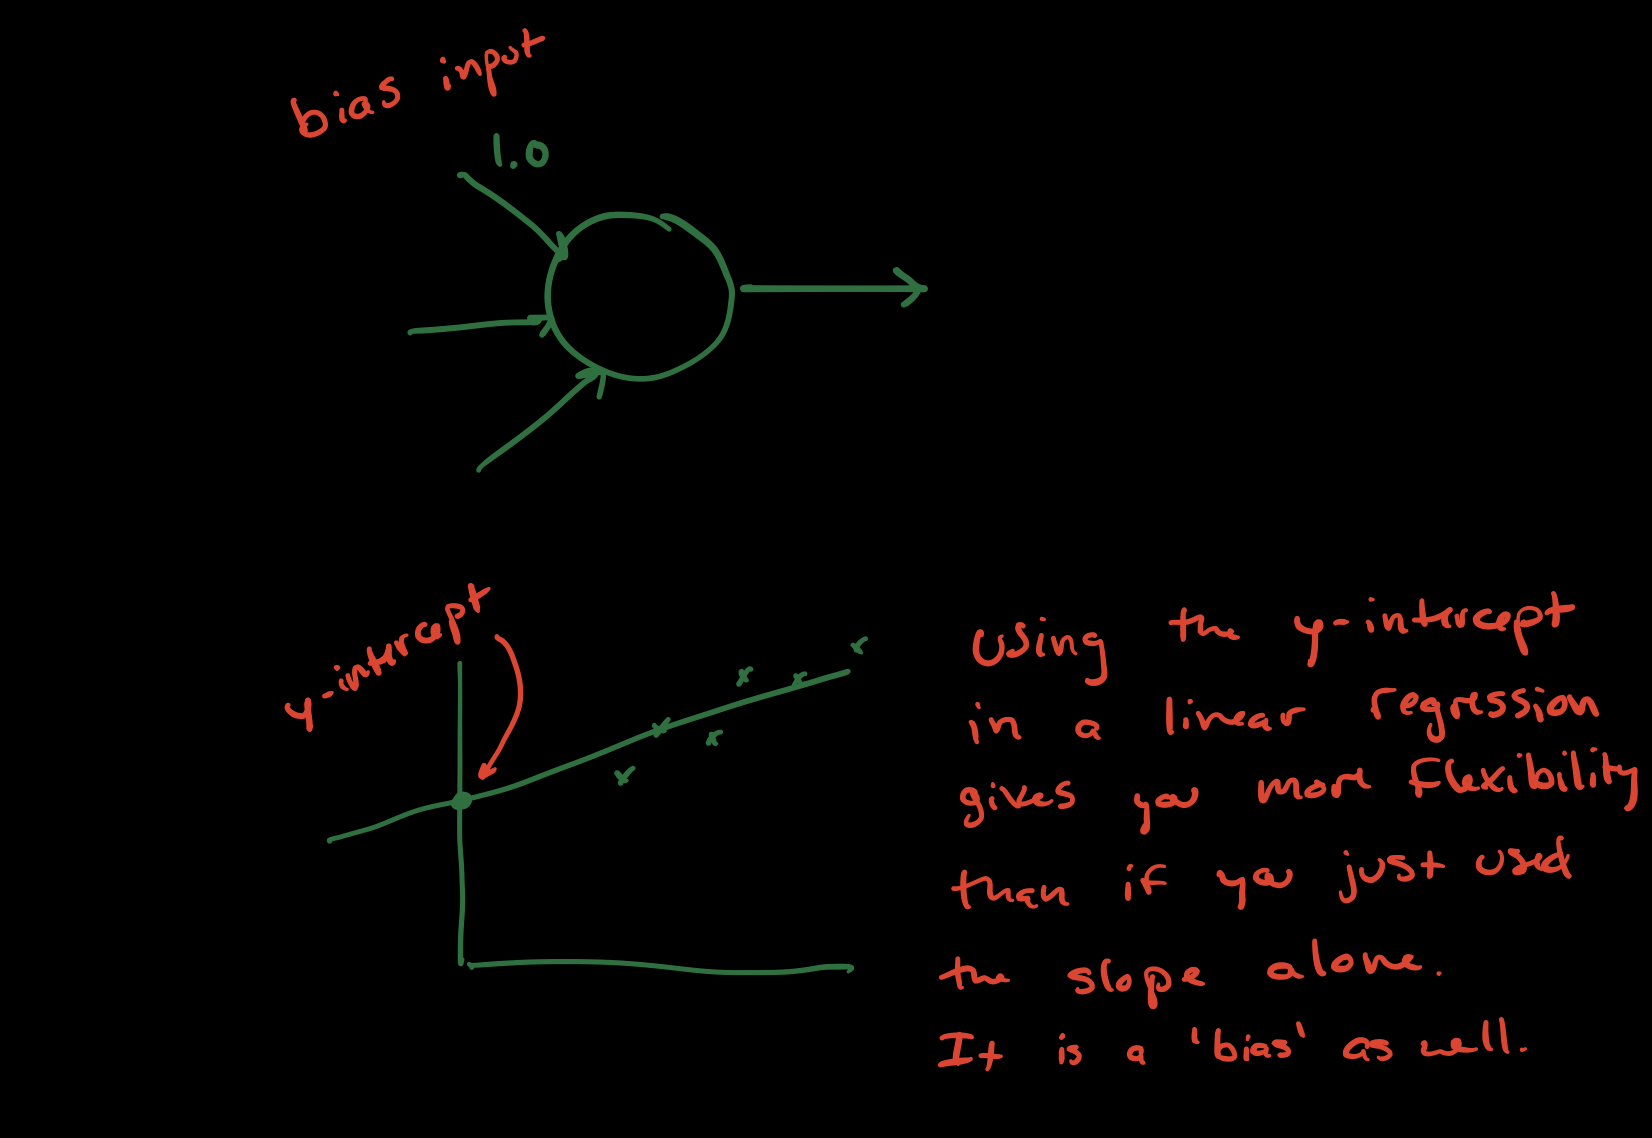 bias input
1.0
y-intercept
Using the y-intercept
in a linear regression
gives you more flexibility
than if you just used
the slope alone.
It is a 'bias' as well.